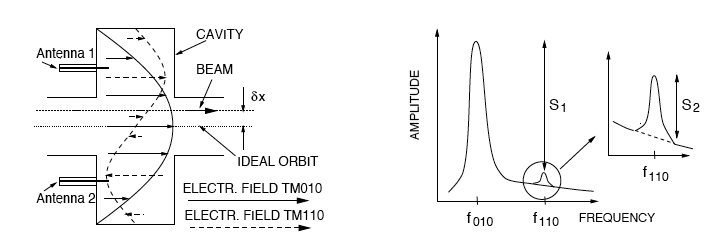 CAVITY
Antenna 1
BEAM
δx
IDEAL ORBIT
Antenna 2
ELECTR. FIELD TM010
ELECTR. FIELD TM110
AMPLITUDE
S1
f010
f110
FREQUENCY
S2
f110